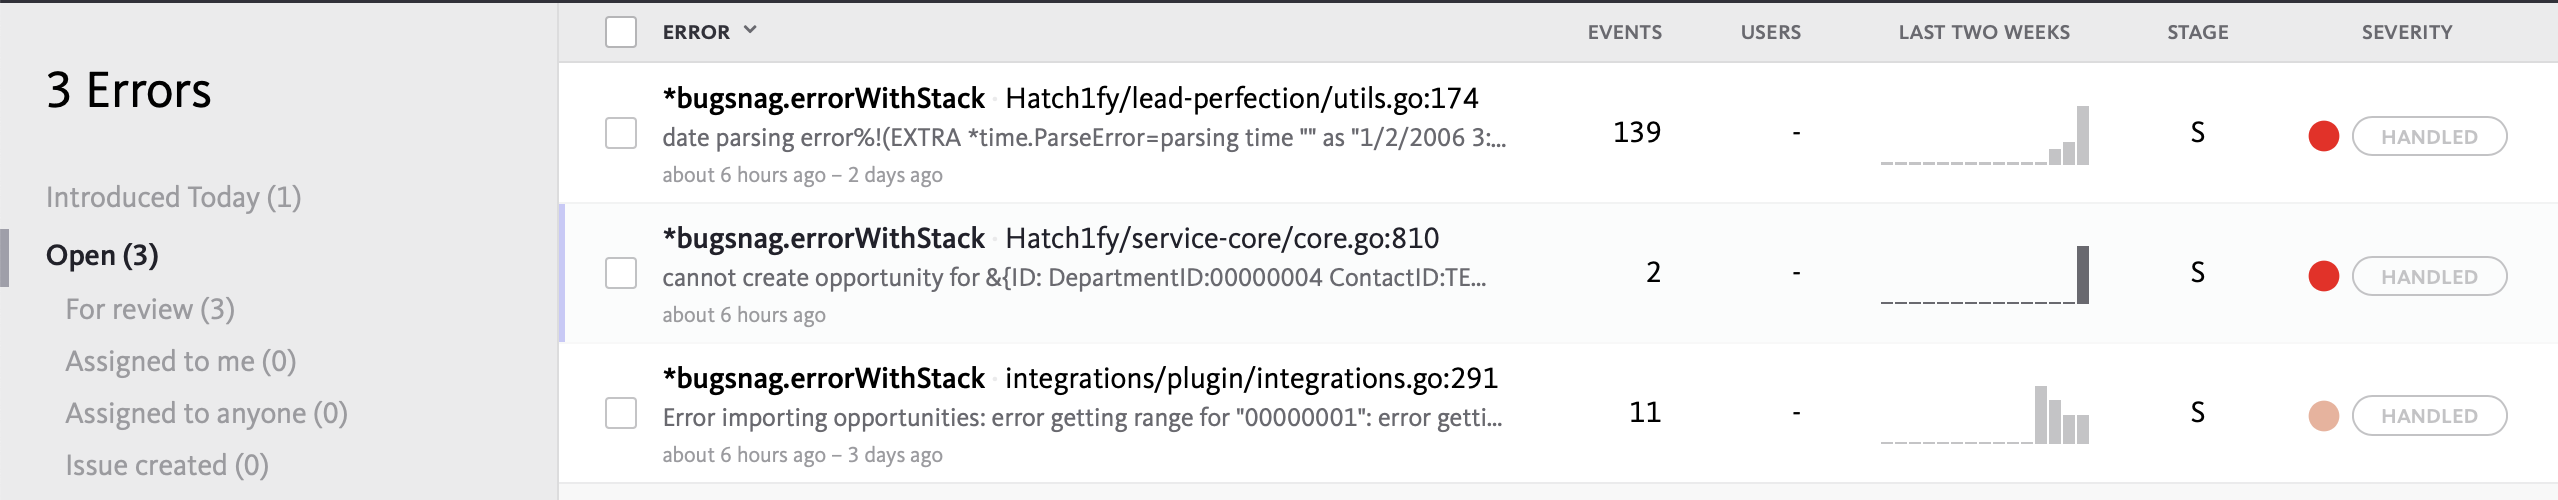 3 Errors
Introduced Today (1)
Open (3)
For review (3)
Assigned to me (0)
Assigned to anyone (0)
Issue created (0)
ERROR EVENTS USERS LAST TWO WEEKS STAGE SEVERITY
*bugsnag.errorWithStack · Hatch1fy/lead-perfection/utils.go:174
date parsing error%!(EXTRA *time.ParseError=parsing time "" as "1/2/2006 3:...
about 6 hours ago – 2 days ago
139 - S HANDLED
*bugsnag.errorWithStack · Hatch1fy/service-core/core.go:810
cannot create opportunity for &{ID: DepartmentID:00000004 ContactID:TE...
about 6 hours ago
2 - S HANDLED
*bugsnag.errorWithStack · integrations/plugin/integrations.go:291
Error importing opportunities: error getting range for "00000001": error getti...
about 6 hours ago – 3 days ago
11 - S HANDLED